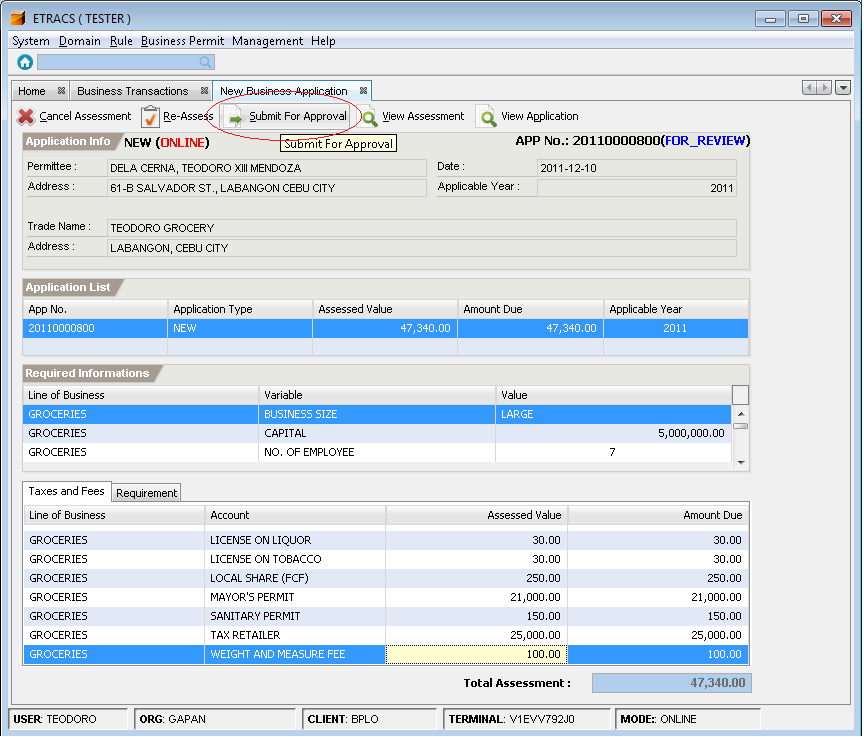 ETRACS ( TESTER )
System Domain Rule Business Permit Management Help
Home Business Transactions New Business Application
Cancel Assessment Re-Assess Submit For Approval View Assessment View Application
Submit For Approval
Application Info NEW (ONLINE) APP No.: 20110000800(FOR_REVIEW)
Permittee : DELA CERNA, TEODORO XIII MENDOZA Date : 2011-12-10
Address : 61-B SALVADOR ST., LABANGON CEBU CITY Applicable Year : 2011
Trade Name : TEODORO GROCERY
Address : LABANGON, CEBU CITY
Application List
App No. Application Type Assessed Value Amount Due Applicable Year
20110000800 NEW 47,340.00 47,340.00 2011
Required Informations
Line of Business Variable Value
GROCERIES BUSINESS SIZE LARGE
GROCERIES CAPITAL 5,000,000.00
GROCERIES NO. OF EMPLOYEE 7
Taxes and Fees Requirement
Line of Business Account Assessed Value Amount Due
GROCERIES LICENSE ON LIQUOR 30.00 30.00
GROCERIES LICENSE ON TOBACCO 30.00 30.00
GROCERIES LOCAL SHARE (FCF) 250.00 250.00
GROCERIES MAYOR'S PERMIT 21,000.00 21,000.00
GROCERIES SANITARY PERMIT 150.00 150.00
GROCERIES TAX RETAILER 25,000.00 25,000.00
GROCERIES WEIGHT AND MEASURE FEE 100.00 100.00
Total Assessment : 47,340.00
USER: TEODORO ORG: GAPAN CLIENT: BPLO TERMINAL: V1EVV792J0 MODE:: ONLINE